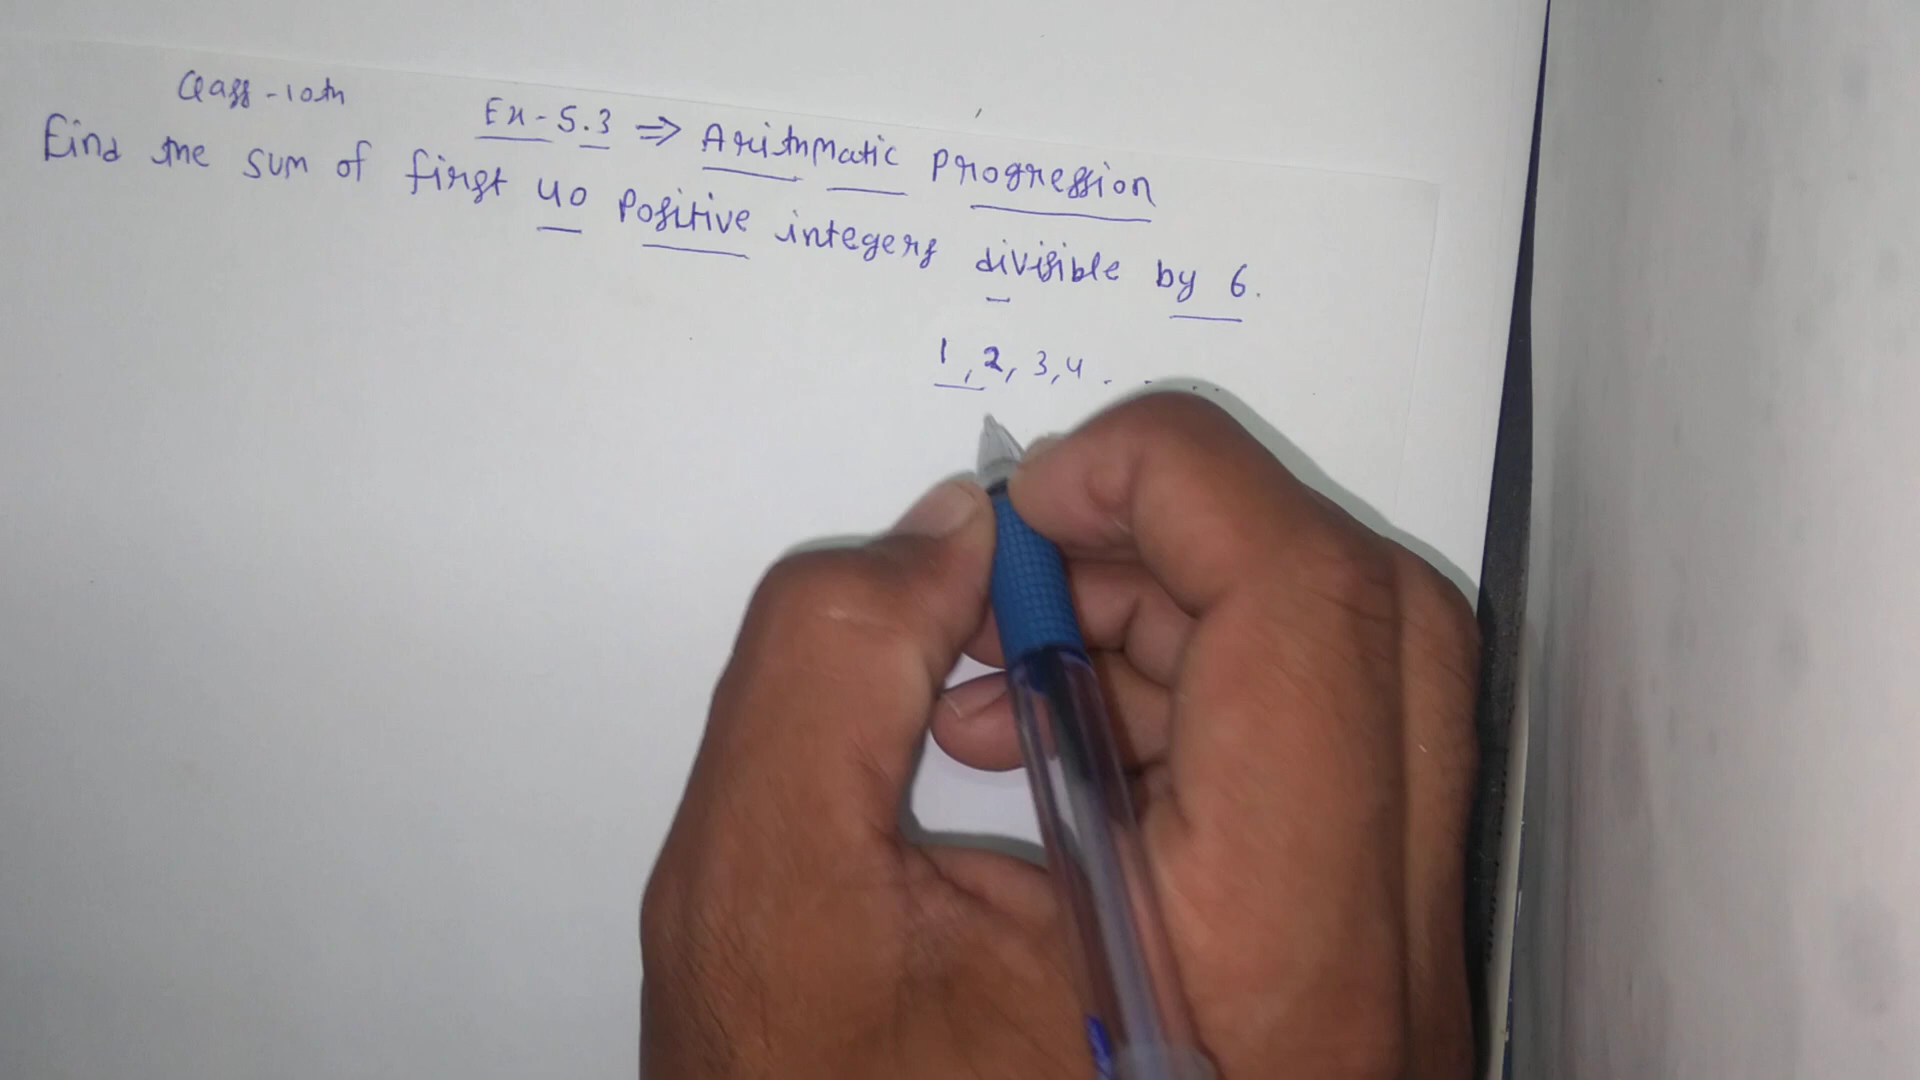 Class - 10th
Ex - 5.3 ⇒ Arithmatic Progression
Find the sum of first 40 Positive integers divisible by 6.
1, 2, 3, 4 . . . .